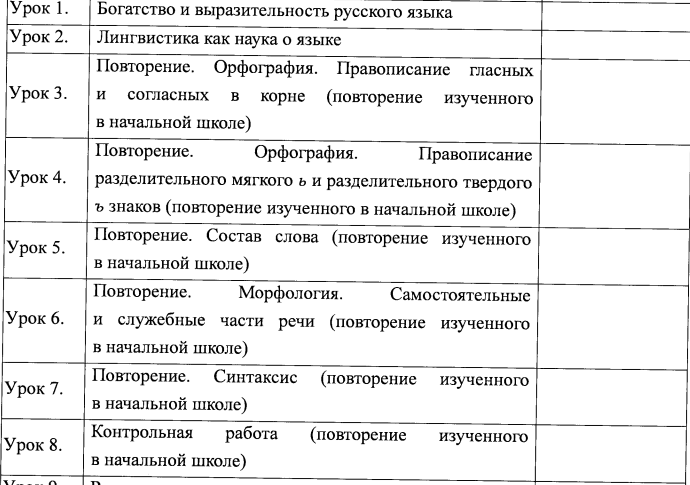 Урок 1. Богатство и выразительность русского языка
Урок 2. Лингвистика как наука о языке
Повторение. Орфография. Правописание гласных
Урок 3. и согласных в корне (повторение изученного
в начальной школе)
Повторение. Орфография. Правописание
Урок 4. разделительного мягкого ь и разделительного твердого
ъ знаков (повторение изученного в начальной школе)
Урок 5. Повторение. Состав слова (повторение изученного
в начальной школе)
Повторение. Морфология. Самостоятельные
Урок 6. и служебные части речи (повторение изученного
в начальной школе)
Урок 7. Повторение. Синтаксис (повторение изученного
в начальной школе)
Урок 8. Контрольная работа (повторение изученного
в начальной школе)